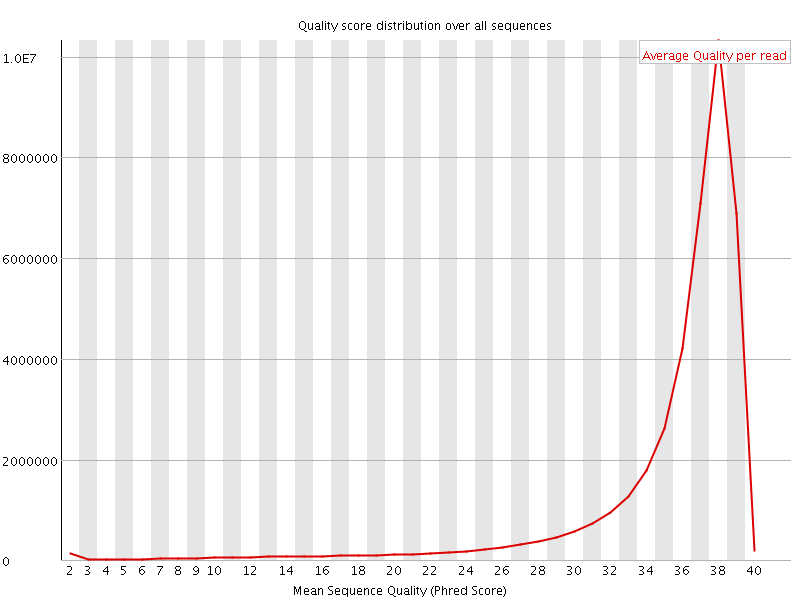 Quality score distribution over all sequences
Average Quality per read
1.0E7
8000000
6000000
4000000
2000000
0
2 3 4 5 6 7 8 9 10 12 14 16 18 20 22 24 26 28 30 32 34 36 38 40
Mean Sequence Quality (Phred Score)